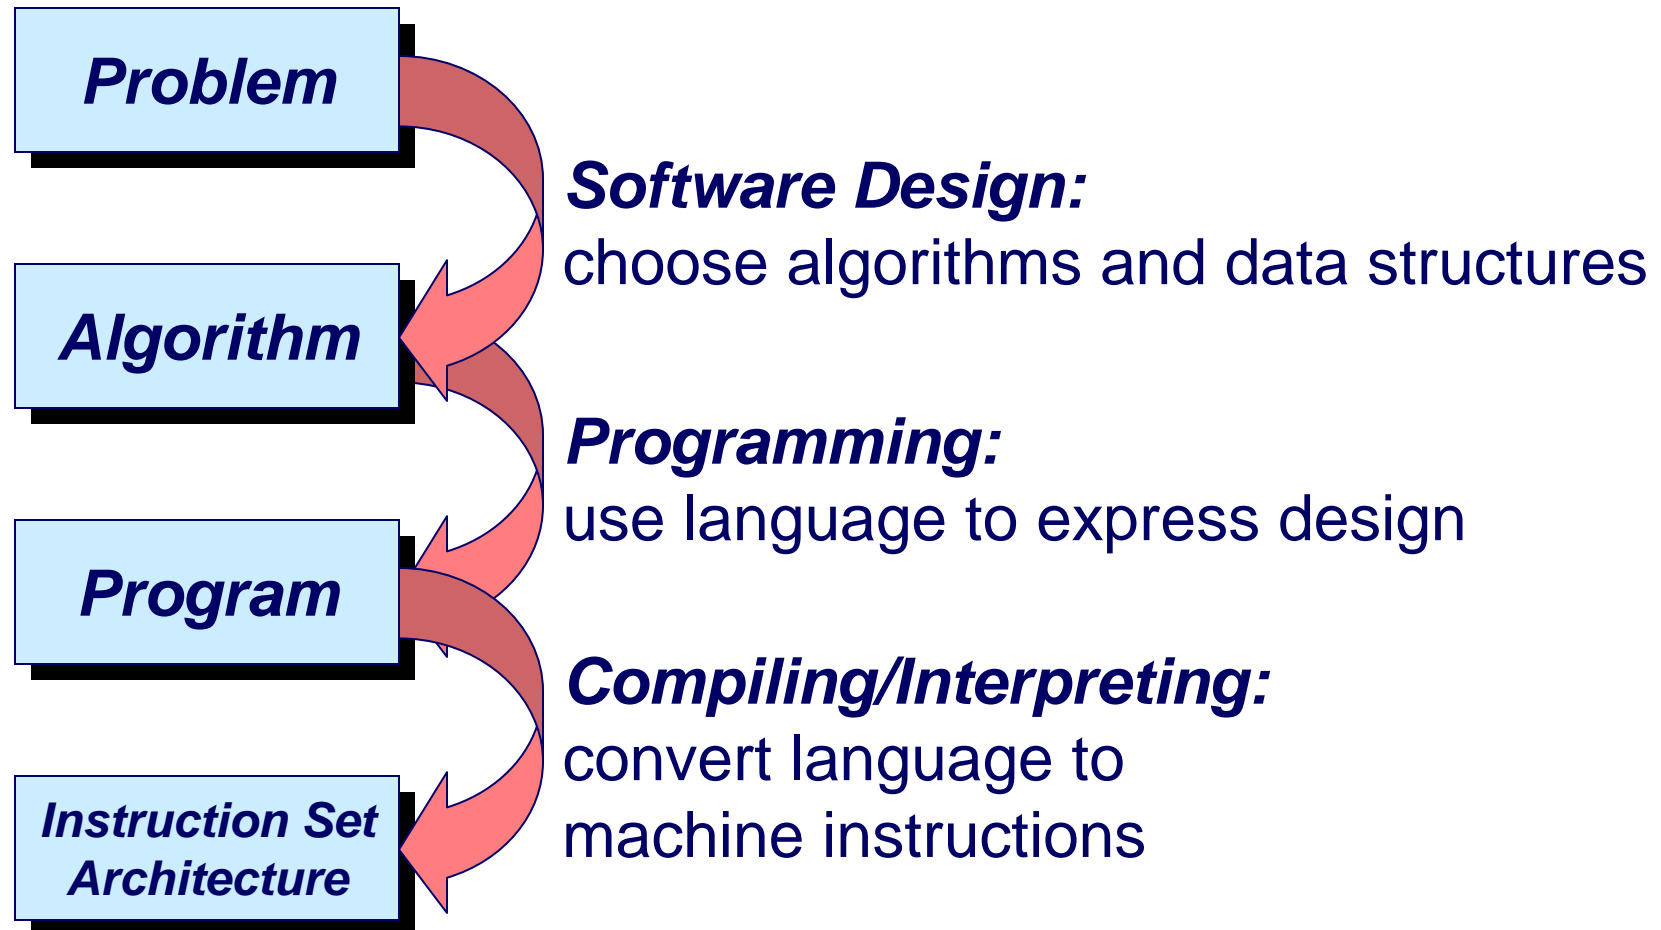 Problem
Software Design:
choose algorithms and data structures
Algorithm
Programming:
use language to express design
Program
Compiling/Interpreting:
convert language to
machine instructions
Instruction Set
Architecture